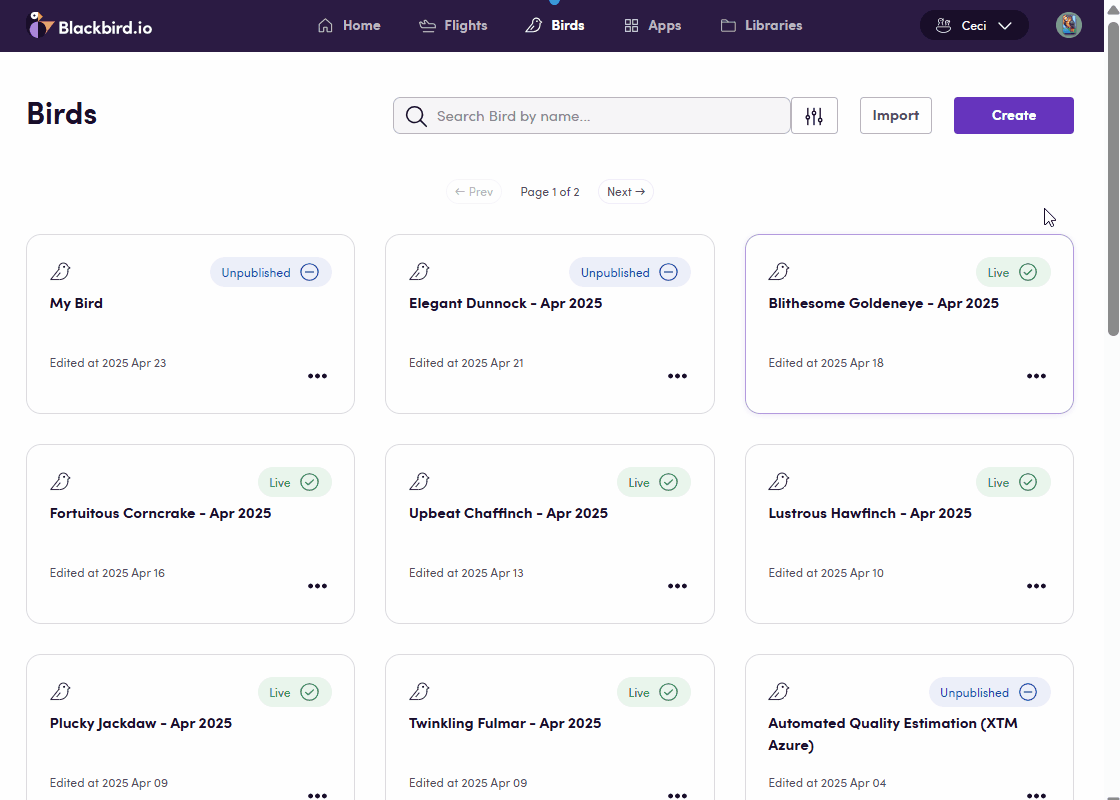 Blackbird.io
Home
Flights
Birds
Apps
Libraries
Ceci
Birds
Search Bird by name...
Import
Create
← Prev
Page 1 of 2
Next →
Unpublished
My Bird
Edited at 2025 Apr 23
Unpublished
Elegant Dunnock - Apr 2025
Edited at 2025 Apr 21
Live
Blithesome Goldeneye - Apr 2025
Edited at 2025 Apr 18
Live
Fortuitous Corncrake - Apr 2025
Edited at 2025 Apr 16
Live
Upbeat Chaffinch - Apr 2025
Edited at 2025 Apr 13
Live
Lustrous Hawfinch - Apr 2025
Edited at 2025 Apr 10
Live
Plucky Jackdaw - Apr 2025
Edited at 2025 Apr 09
Live
Twinkling Fulmar - Apr 2025
Edited at 2025 Apr 09
Unpublished
Automated Quality Estimation (XTM
Azure)
Edited at 2025 Apr 04